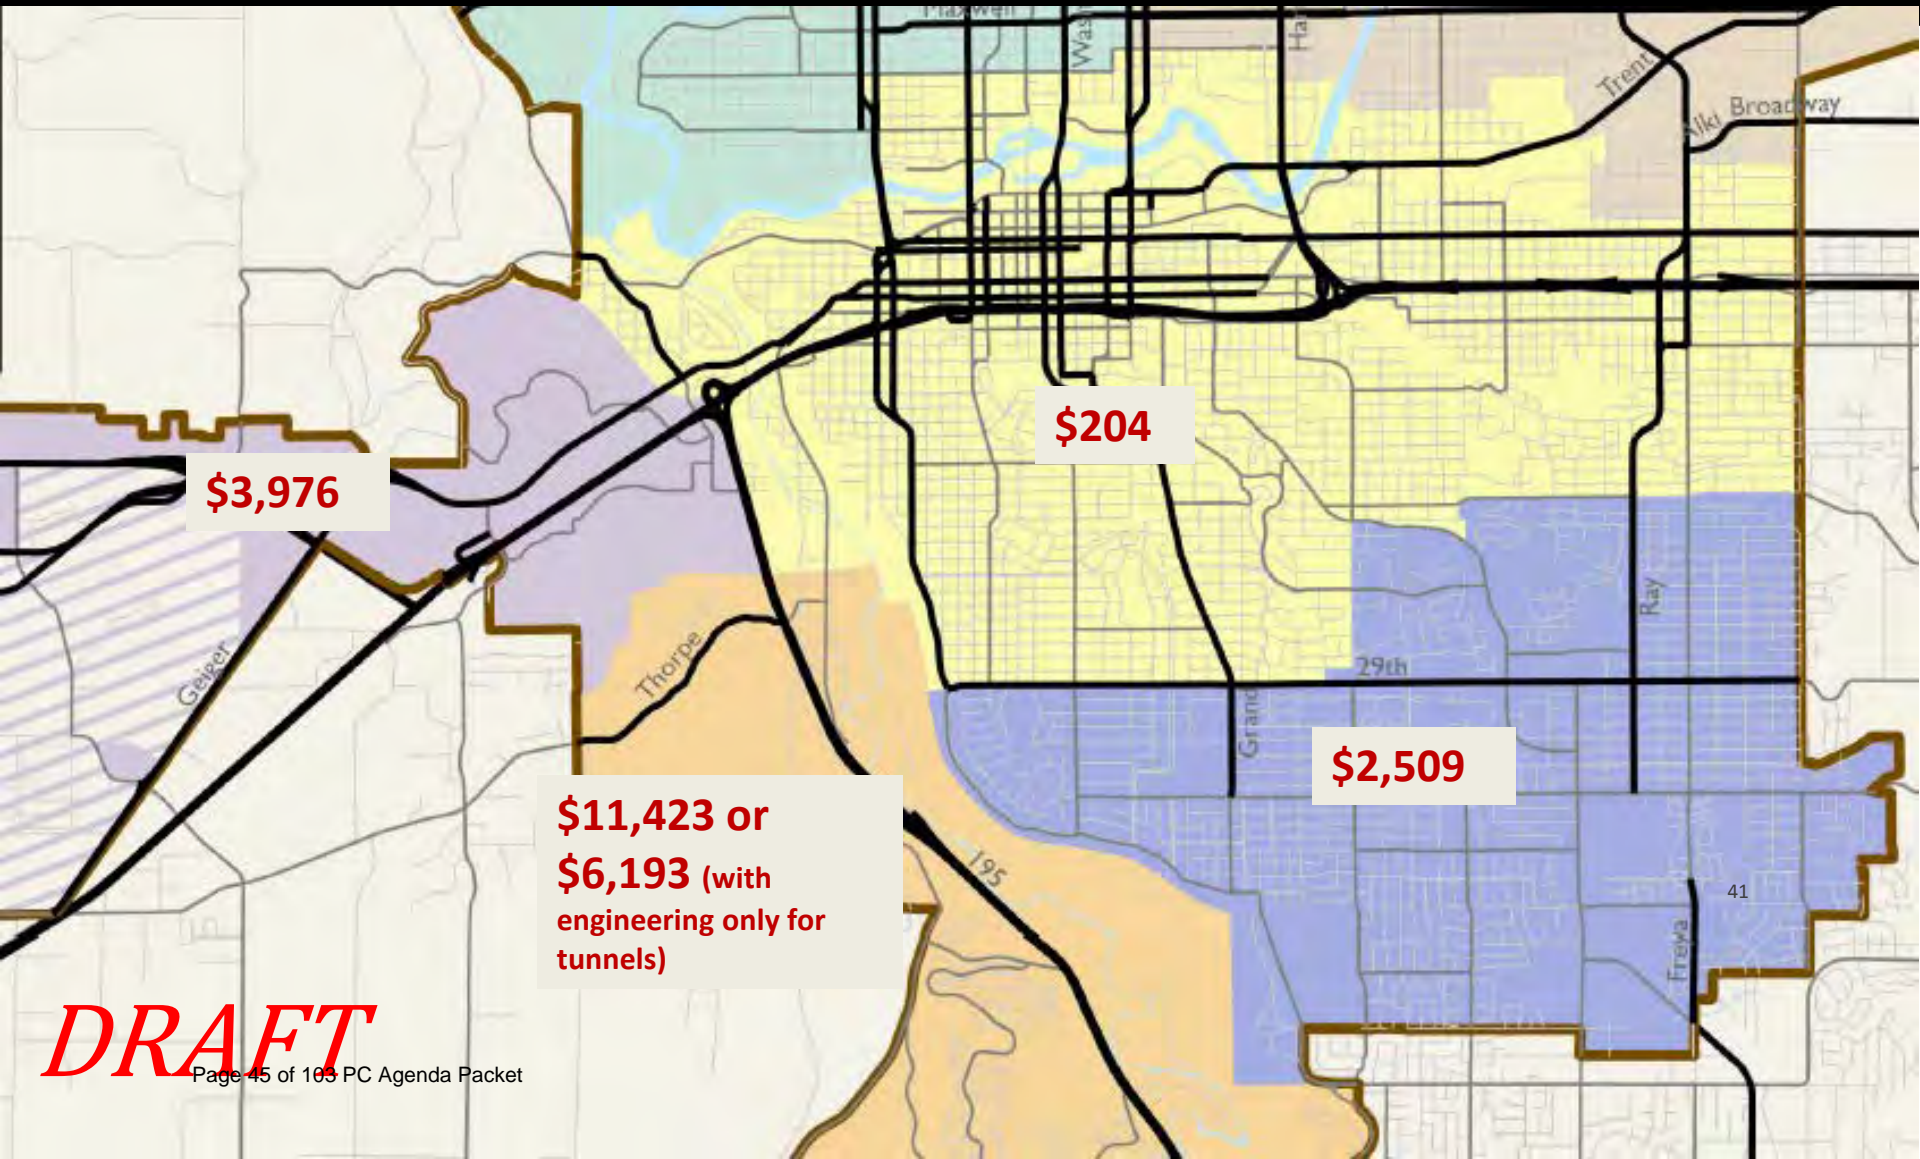 Maxwell
Wash
Ha
Trent
Alki Broadway
$204
$3,976
Ray
Geiger
Thorpe
29th
Grand
$2,509
$11,423 or
$6,193 (with
engineering only for
tunnels)
195
41
Freya
DRAFT
Page 45 of 103 PC Agenda Packet